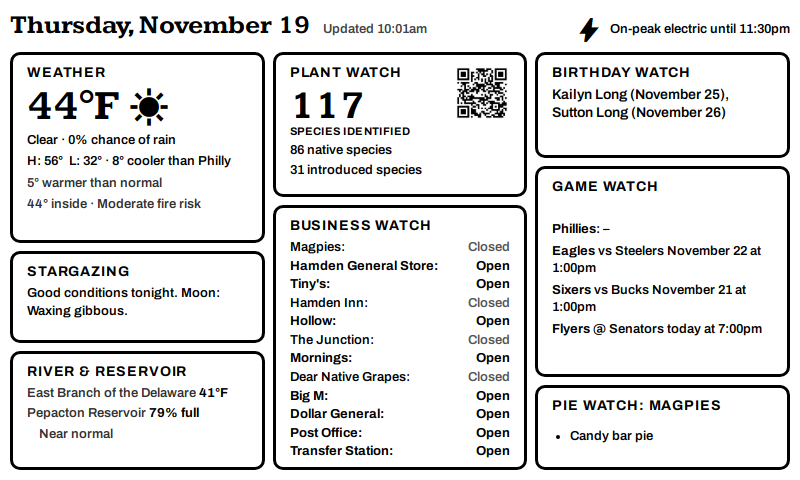 Thursday, November 19 Updated 10:01am
On-peak electric until 11:30pm
WEATHER
44°F
Clear · 0% chance of rain
H: 56° L: 32° · 8° cooler than Philly
5° warmer than normal
44° inside · Moderate fire risk
STARGAZING
Good conditions tonight. Moon:
Waxing gibbous.
RIVER & RESERVOIR
East Branch of the Delaware 41°F
Pepacton Reservoir 79% full
Near normal
PLANT WATCH
117
SPECIES IDENTIFIED
86 native species
31 introduced species
BUSINESS WATCH
Magpies: Closed
Hamden General Store: Open
Tiny's: Open
Hamden Inn: Closed
Hollow: Open
The Junction: Closed
Mornings: Open
Dear Native Grapes: Closed
Big M: Open
Dollar General: Open
Post Office: Open
Transfer Station: Open
BIRTHDAY WATCH
Kailyn Long (November 25),
Sutton Long (November 26)
GAME WATCH
Phillies: –
Eagles vs Steelers November 22 at
1:00pm
Sixers vs Bucks November 21 at
1:00pm
Flyers @ Senators today at 7:00pm
PIE WATCH: MAGPIES
• Candy bar pie